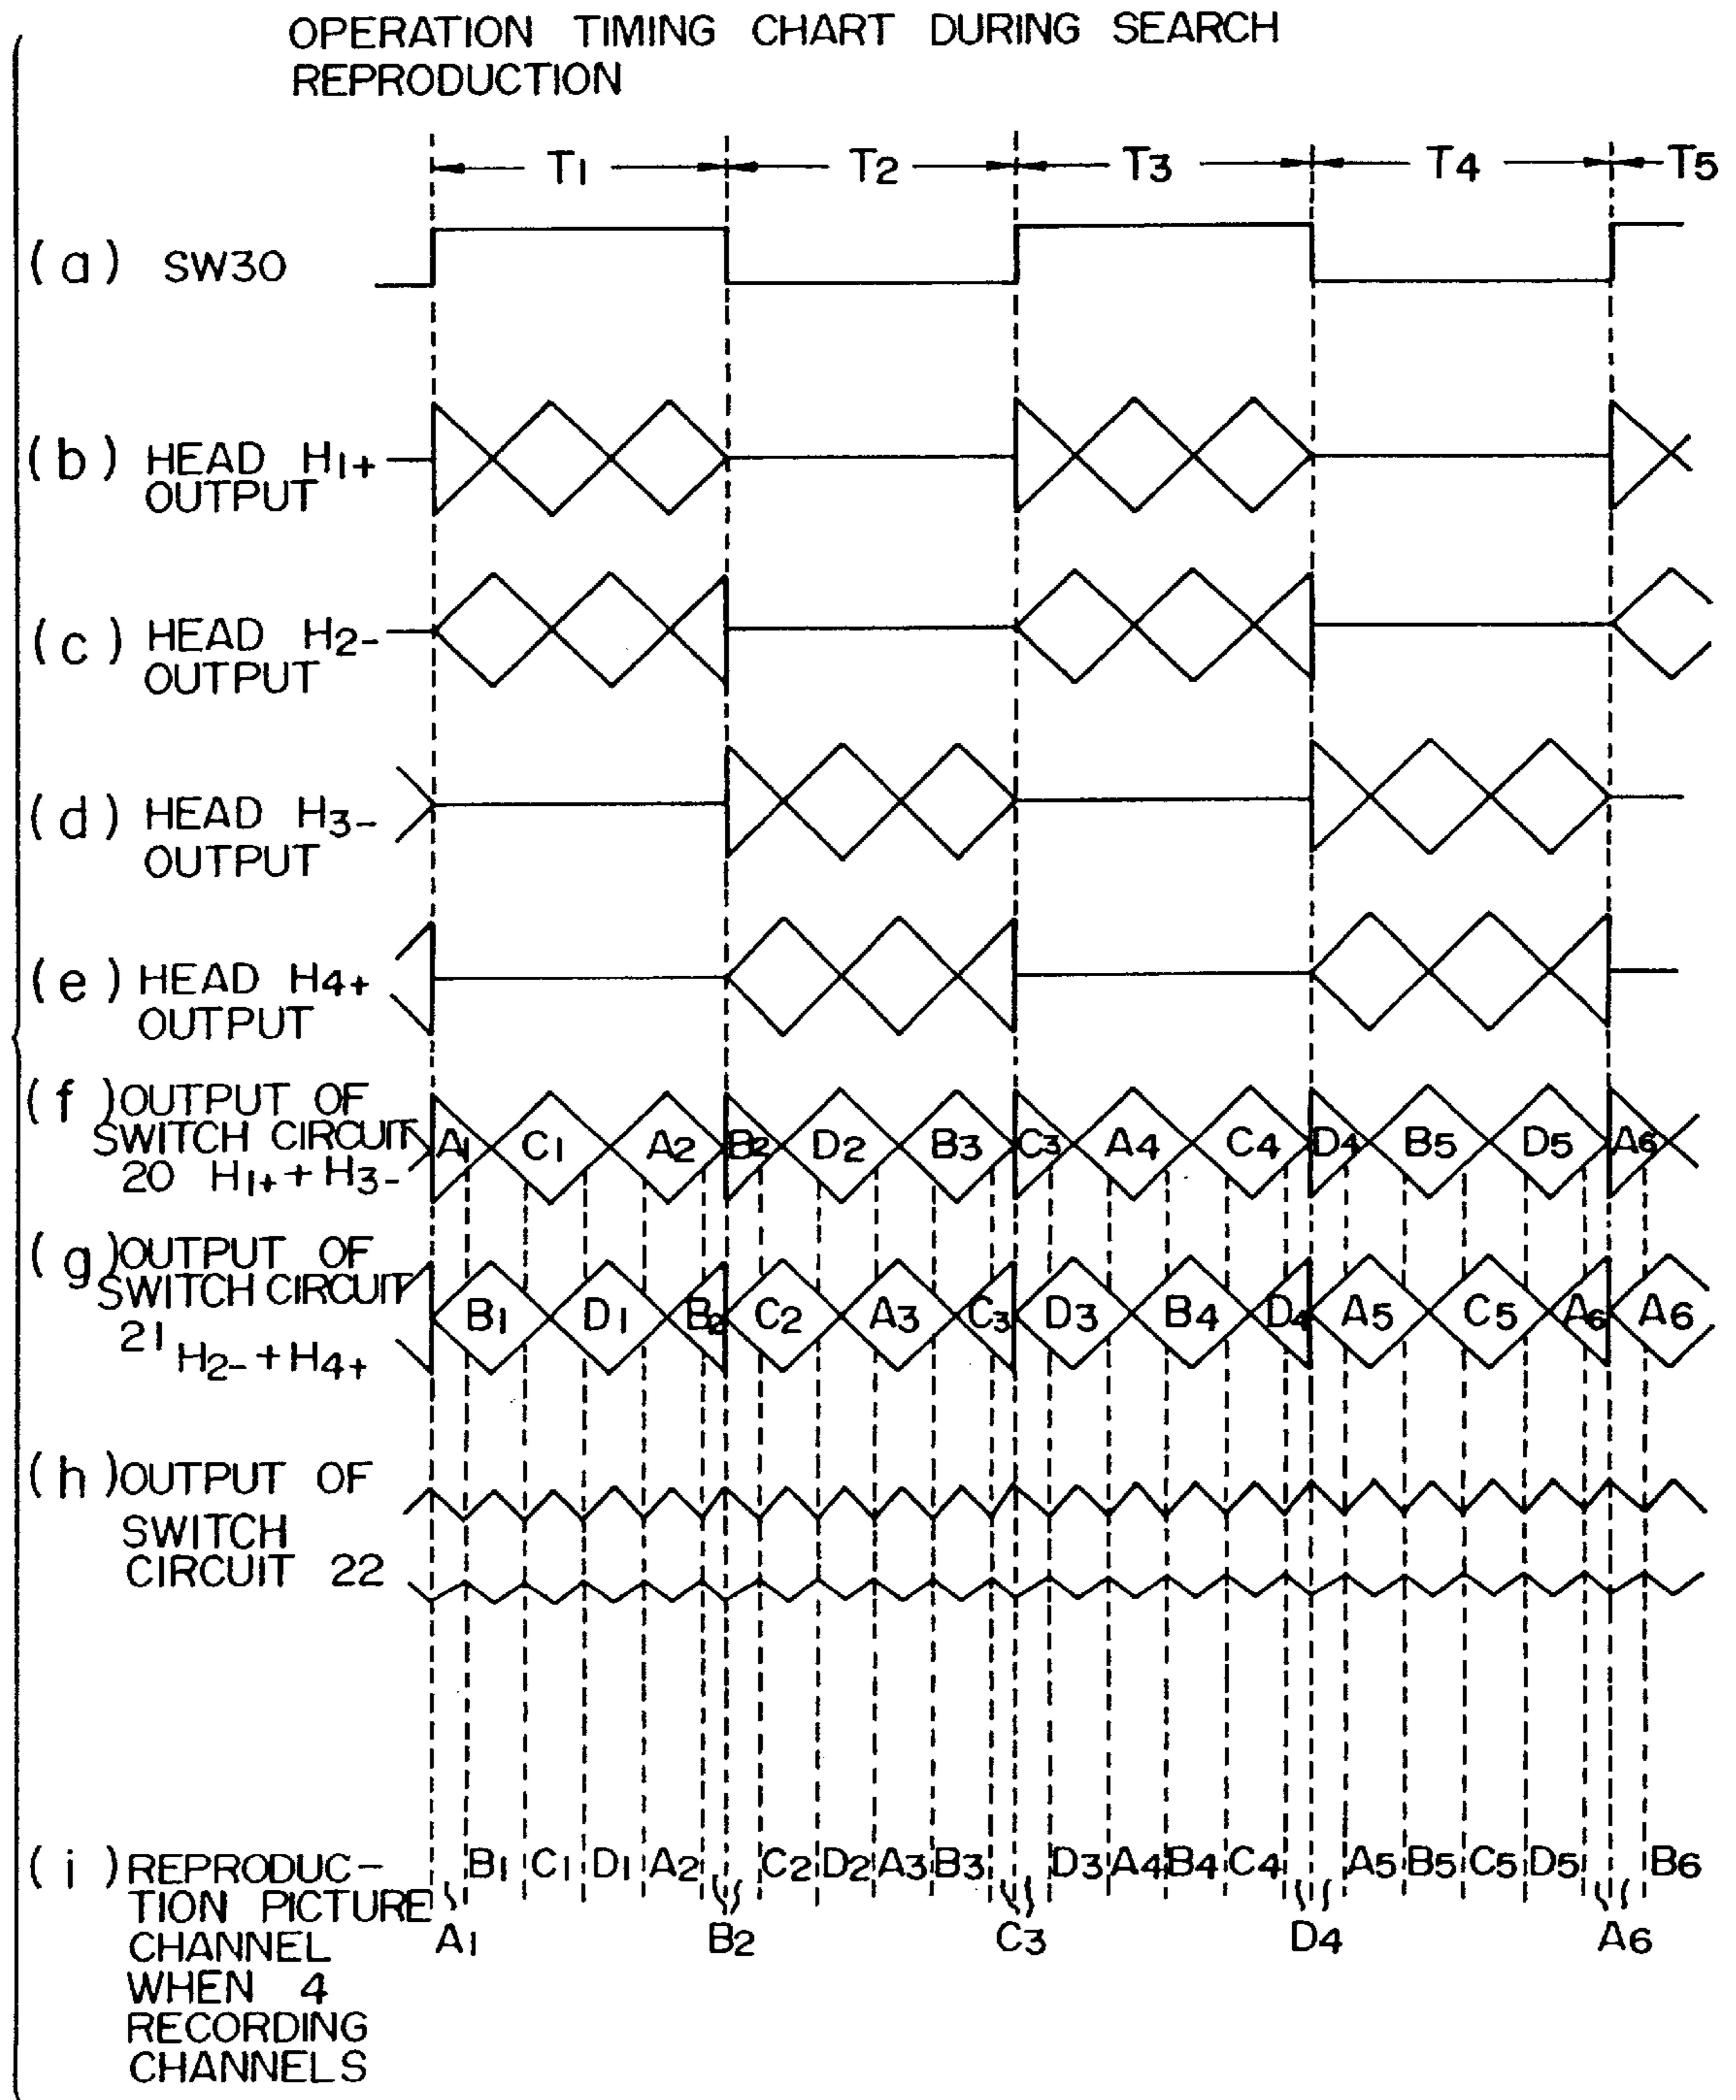 OPERATION TIMING CHART DURING SEARCH
REPRODUCTION
T1 T2 T3 T4 T5
(a) SW30
(b) HEAD H1+
OUTPUT
(c) HEAD H2-
OUTPUT
(d) HEAD H3-
OUTPUT
(e) HEAD H4+
OUTPUT
(f) OUTPUT OF
SWITCH CIRCUIT
20 H1+ + H3-
A1 C1 A2 B2 D2 B3 C3 A4 C4 D4 B5 D5 A6
(g) OUTPUT OF
SWITCH CIRCUIT
21 H2- + H4+
B1 D1 B2 C2 A3 C3 D3 B4 D4 A5 C5 A6 A6
(h) OUTPUT OF
SWITCH
CIRCUIT 22
(i) REPRODUC-
TION PICTURE
CHANNEL
WHEN 4
RECORDING
CHANNELS
B1 C1 D1 A2 C2 D2 A3 B3 D3 A4 B4 C4 A5 B5 C5 D5 B6
A1 B2 C3 D4 A6